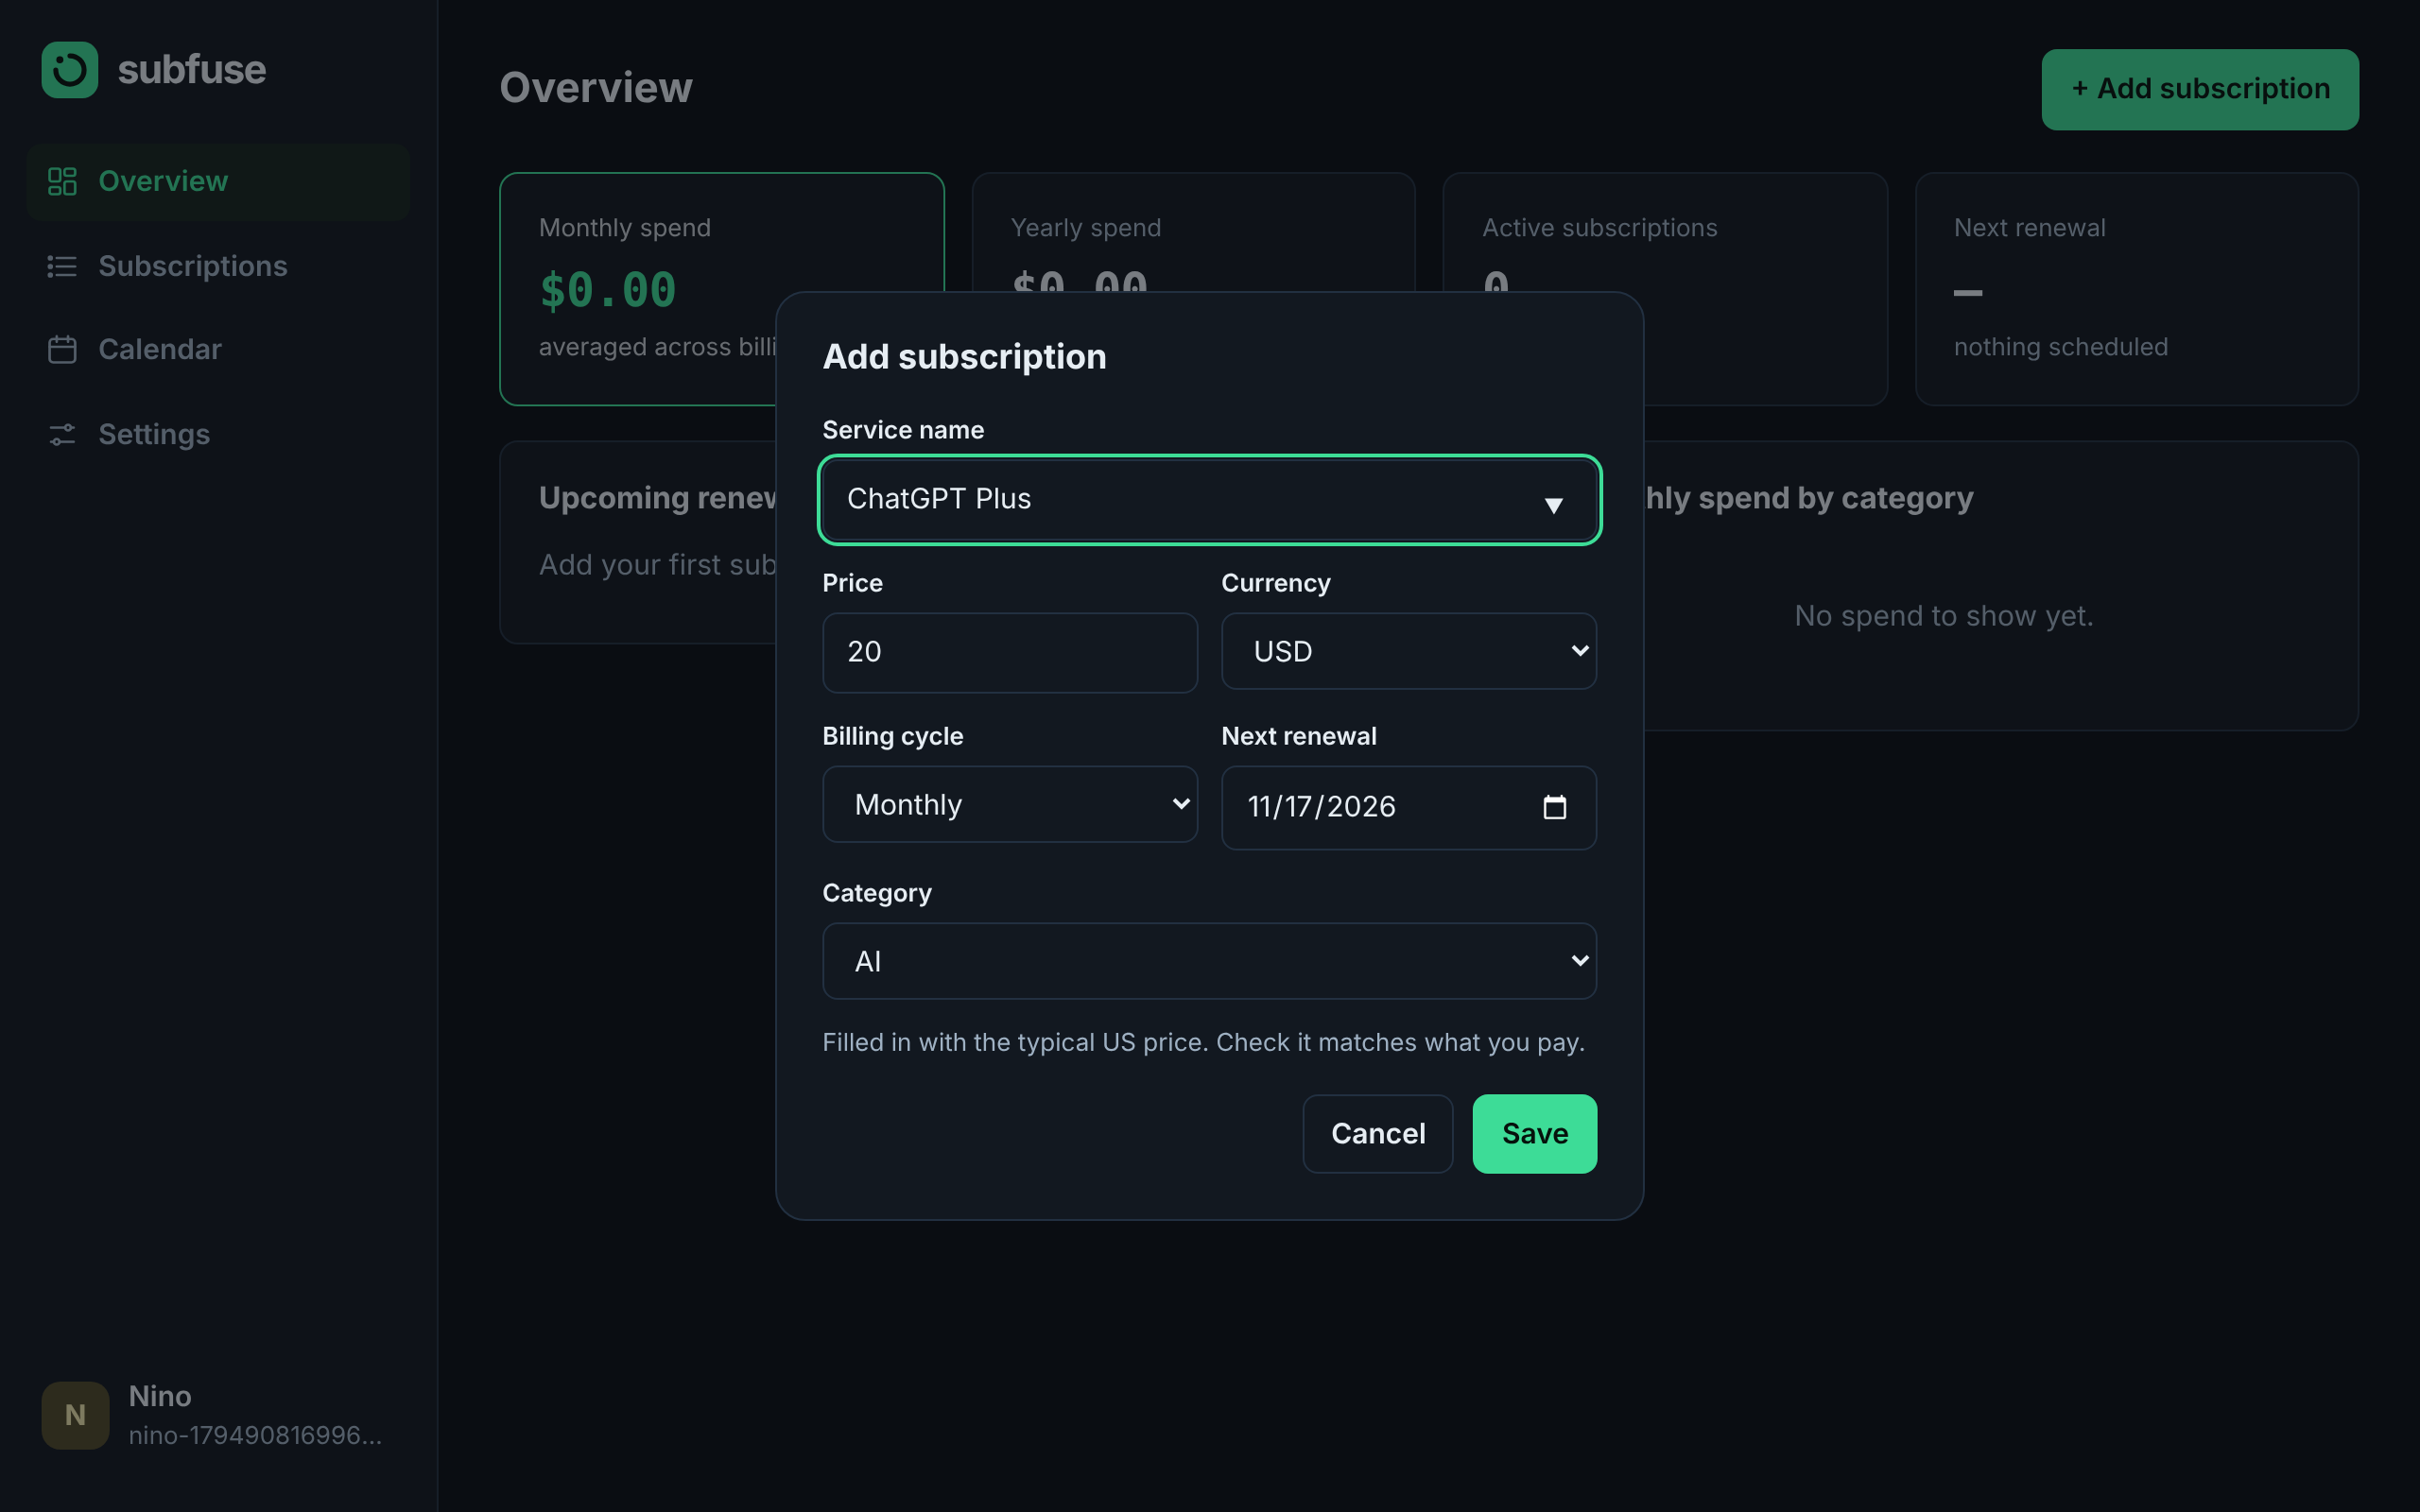 subfuse
Overview
Subscriptions
Calendar
Settings
Nino
nino-179490816996...
Overview
+ Add subscription
Monthly spend
$0.00
averaged across billi
Yearly spend
$0.00
Active subscriptions
0
Next renewal
—
nothing scheduled
Upcoming renew
Add your first sub
hly spend by category
No spend to show yet.
Add subscription
Service name
ChatGPT Plus
Price
20
Currency
USD
Billing cycle
Monthly
Next renewal
11/17/2026
Category
AI
Filled in with the typical US price. Check it matches what you pay.
Cancel
Save
N